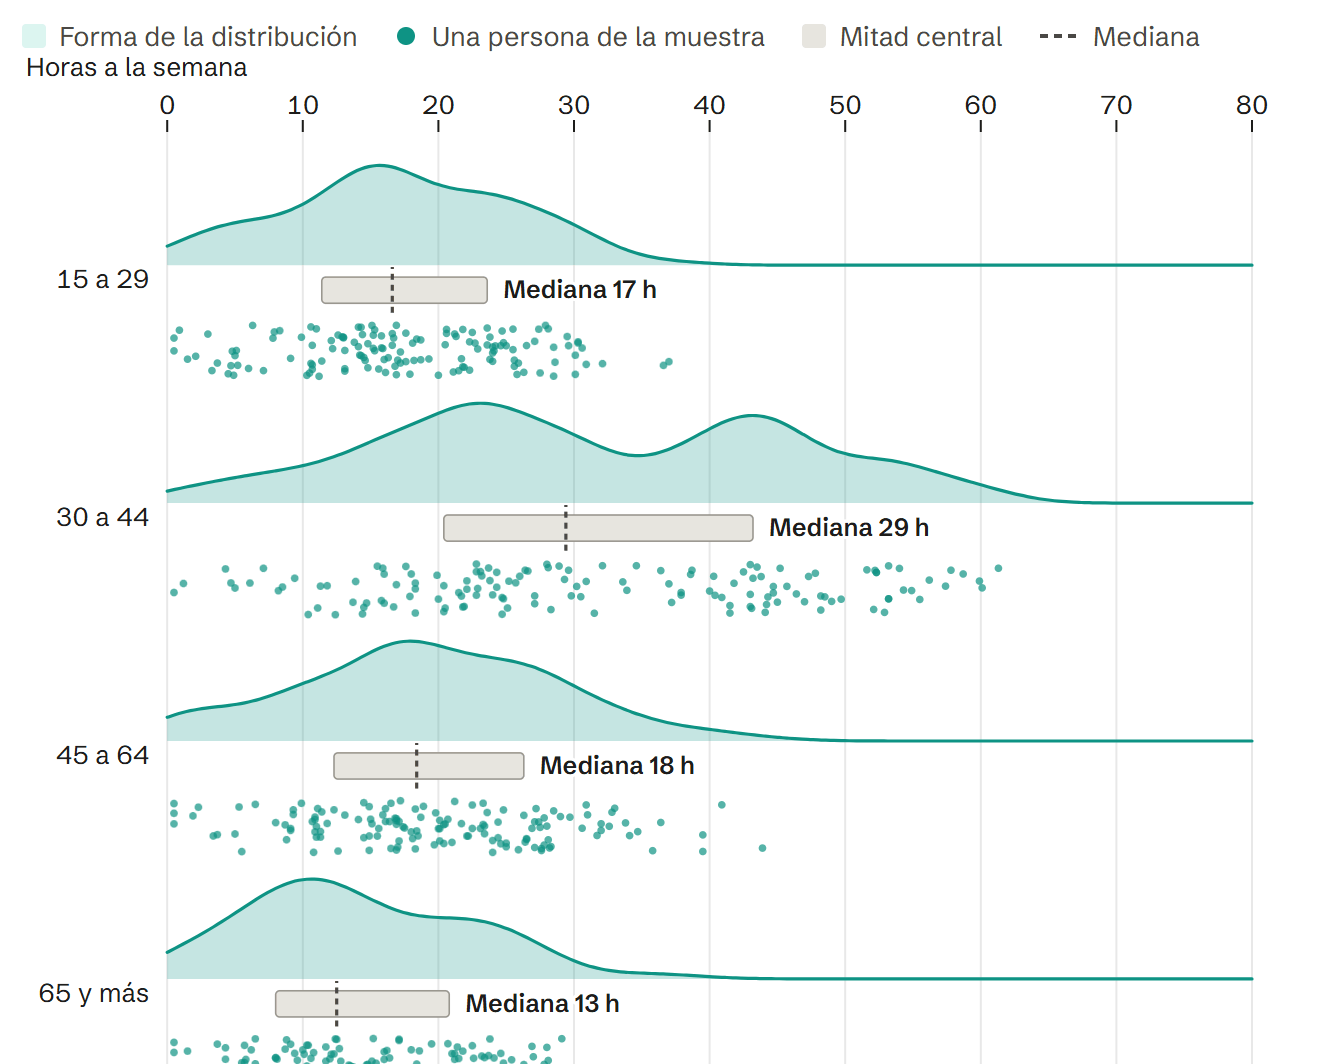 Forma de la distribución Una persona de la muestra Mitad central Mediana
Horas a la semana
0 10 20 30 40 50 60 70 80
15 a 29
Mediana 17 h
30 a 44
Mediana 29 h
45 a 64
Mediana 18 h
65 y más
Mediana 13 h